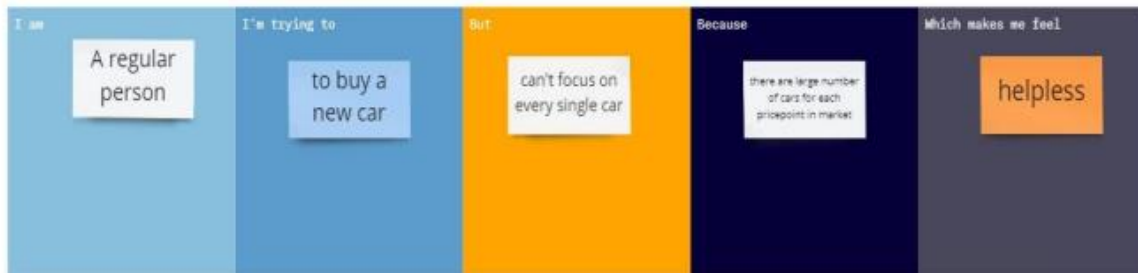 I am
A regular
person
I'm trying to
to buy a
new car
But
can't focus on
every single car
Because
there are large number
of cars for each
pricepoint in market
Which makes me feel
helpless